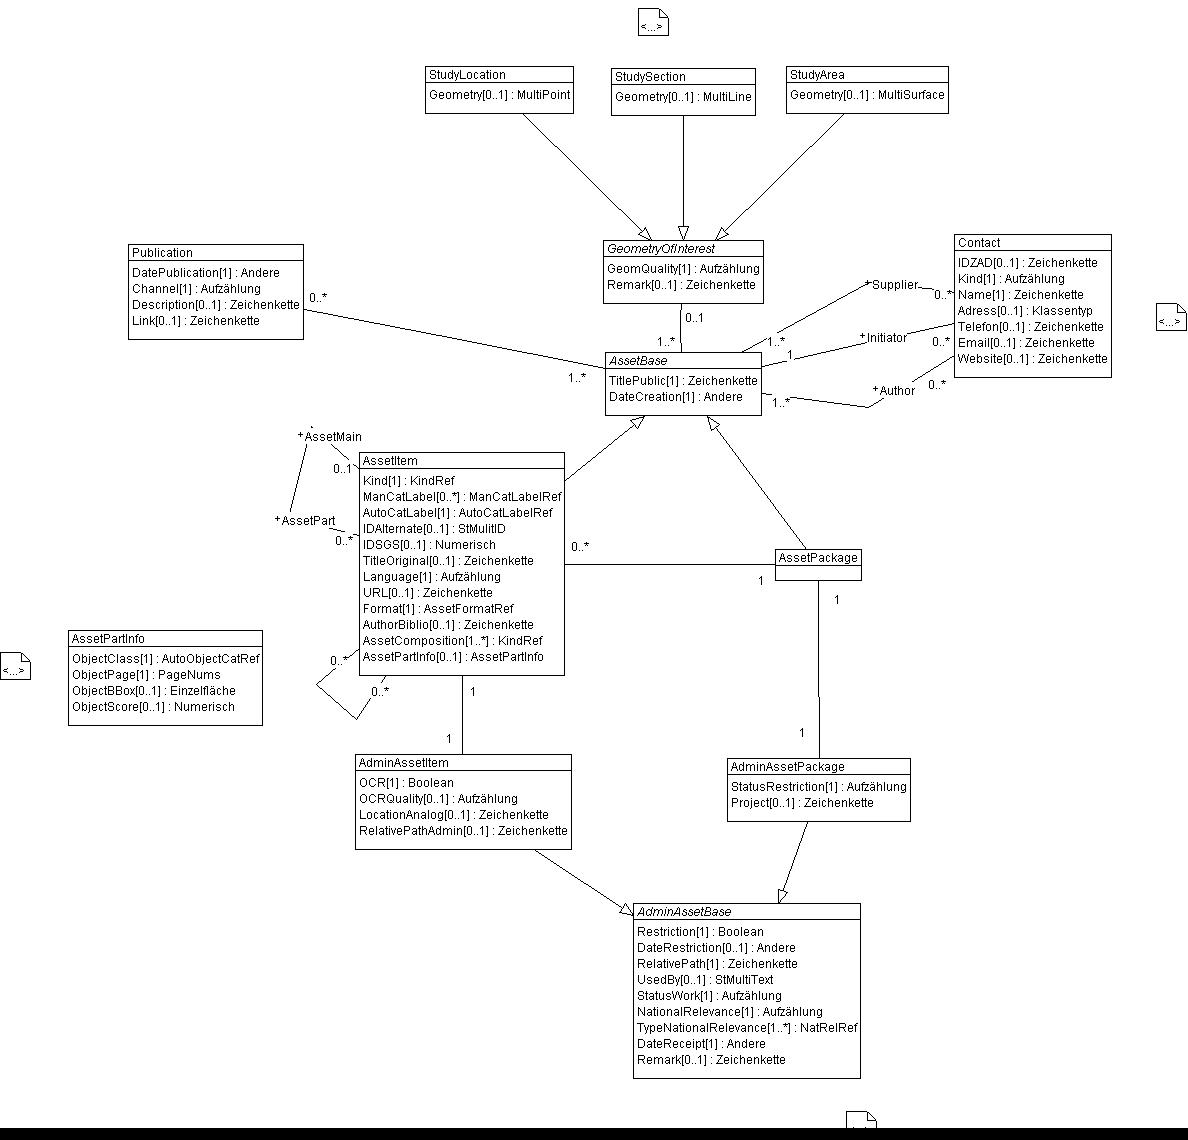 <...>
StudyLocation
Geometry[0..1] : MultiPoint
StudySection
Geometry[0..1] : MultiLine
StudyArea
Geometry[0..1] : MultiSurface
GeometryOfInterest
GeomQuality[1] : Aufzählung
Remark[0..1] : Zeichenkette
Publication
DatePublication[1] : Andere
Channel[1] : Aufzählung
Description[0..1] : Zeichenkette
Link[0..1] : Zeichenkette
Contact
IDZAD[0..1] : Zeichenkette
Kind[1] : Aufzählung
Name[1] : Zeichenkette
Adress[0..1] : Klassentyp
Telefon[0..1] : Zeichenkette
Email[0..1] : Zeichenkette
Website[0..1] : Zeichenkette
<...>
0..*
1..*
0..1
1..*
+Supplier
0..*
1..*
+Initiator
0..*
1
+Author
0..*
1..*
AssetBase
TitlePublic[1] : Zeichenkette
DateCreation[1] : Andere
+AssetMain
0..1
+AssetPart
0..*
AssetItem
Kind[1] : KindRef
ManCatLabel[0..*] : ManCatLabelRef
AutoCatLabel[1] : AutoCatLabelRef
IDAlternate[0..1] : StMulitID
IDSGS[0..1] : Numerisch
TitleOriginal[0..1] : Zeichenkette
Language[1] : Aufzählung
URL[0..1] : Zeichenkette
Format[1] : AssetFormatRef
AuthorBiblio[0..1] : Zeichenkette
AssetComposition[1..*] : KindRef
AssetPartInfo[0..1] : AssetPartInfo
0..*
1
AssetPackage
1
<...>
AssetPartInfo
ObjectClass[1] : AutoObjectCatRef
ObjectPage[1] : PageNums
ObjectBBox[0..1] : Einzelfläche
ObjectScore[0..1] : Numerisch
0..*
0..*
1
1
1
AdminAssetItem
OCR[1] : Boolean
OCRQuality[0..1] : Aufzählung
LocationAnalog[0..1] : Zeichenkette
RelativePathAdmin[0..1] : Zeichenkette
AdminAssetPackage
StatusRestriction[1] : Aufzählung
Project[0..1] : Zeichenkette
AdminAssetBase
Restriction[1] : Boolean
DateRestriction[0..1] : Andere
RelativePath[1] : Zeichenkette
UsedBy[0..1] : StMultiText
StatusWork[1] : Aufzählung
NationalRelevance[1] : Aufzählung
TypeNationalRelevance[1..*] : NatRelRef
DateReceipt[1] : Andere
Remark[0..1] : Zeichenkette